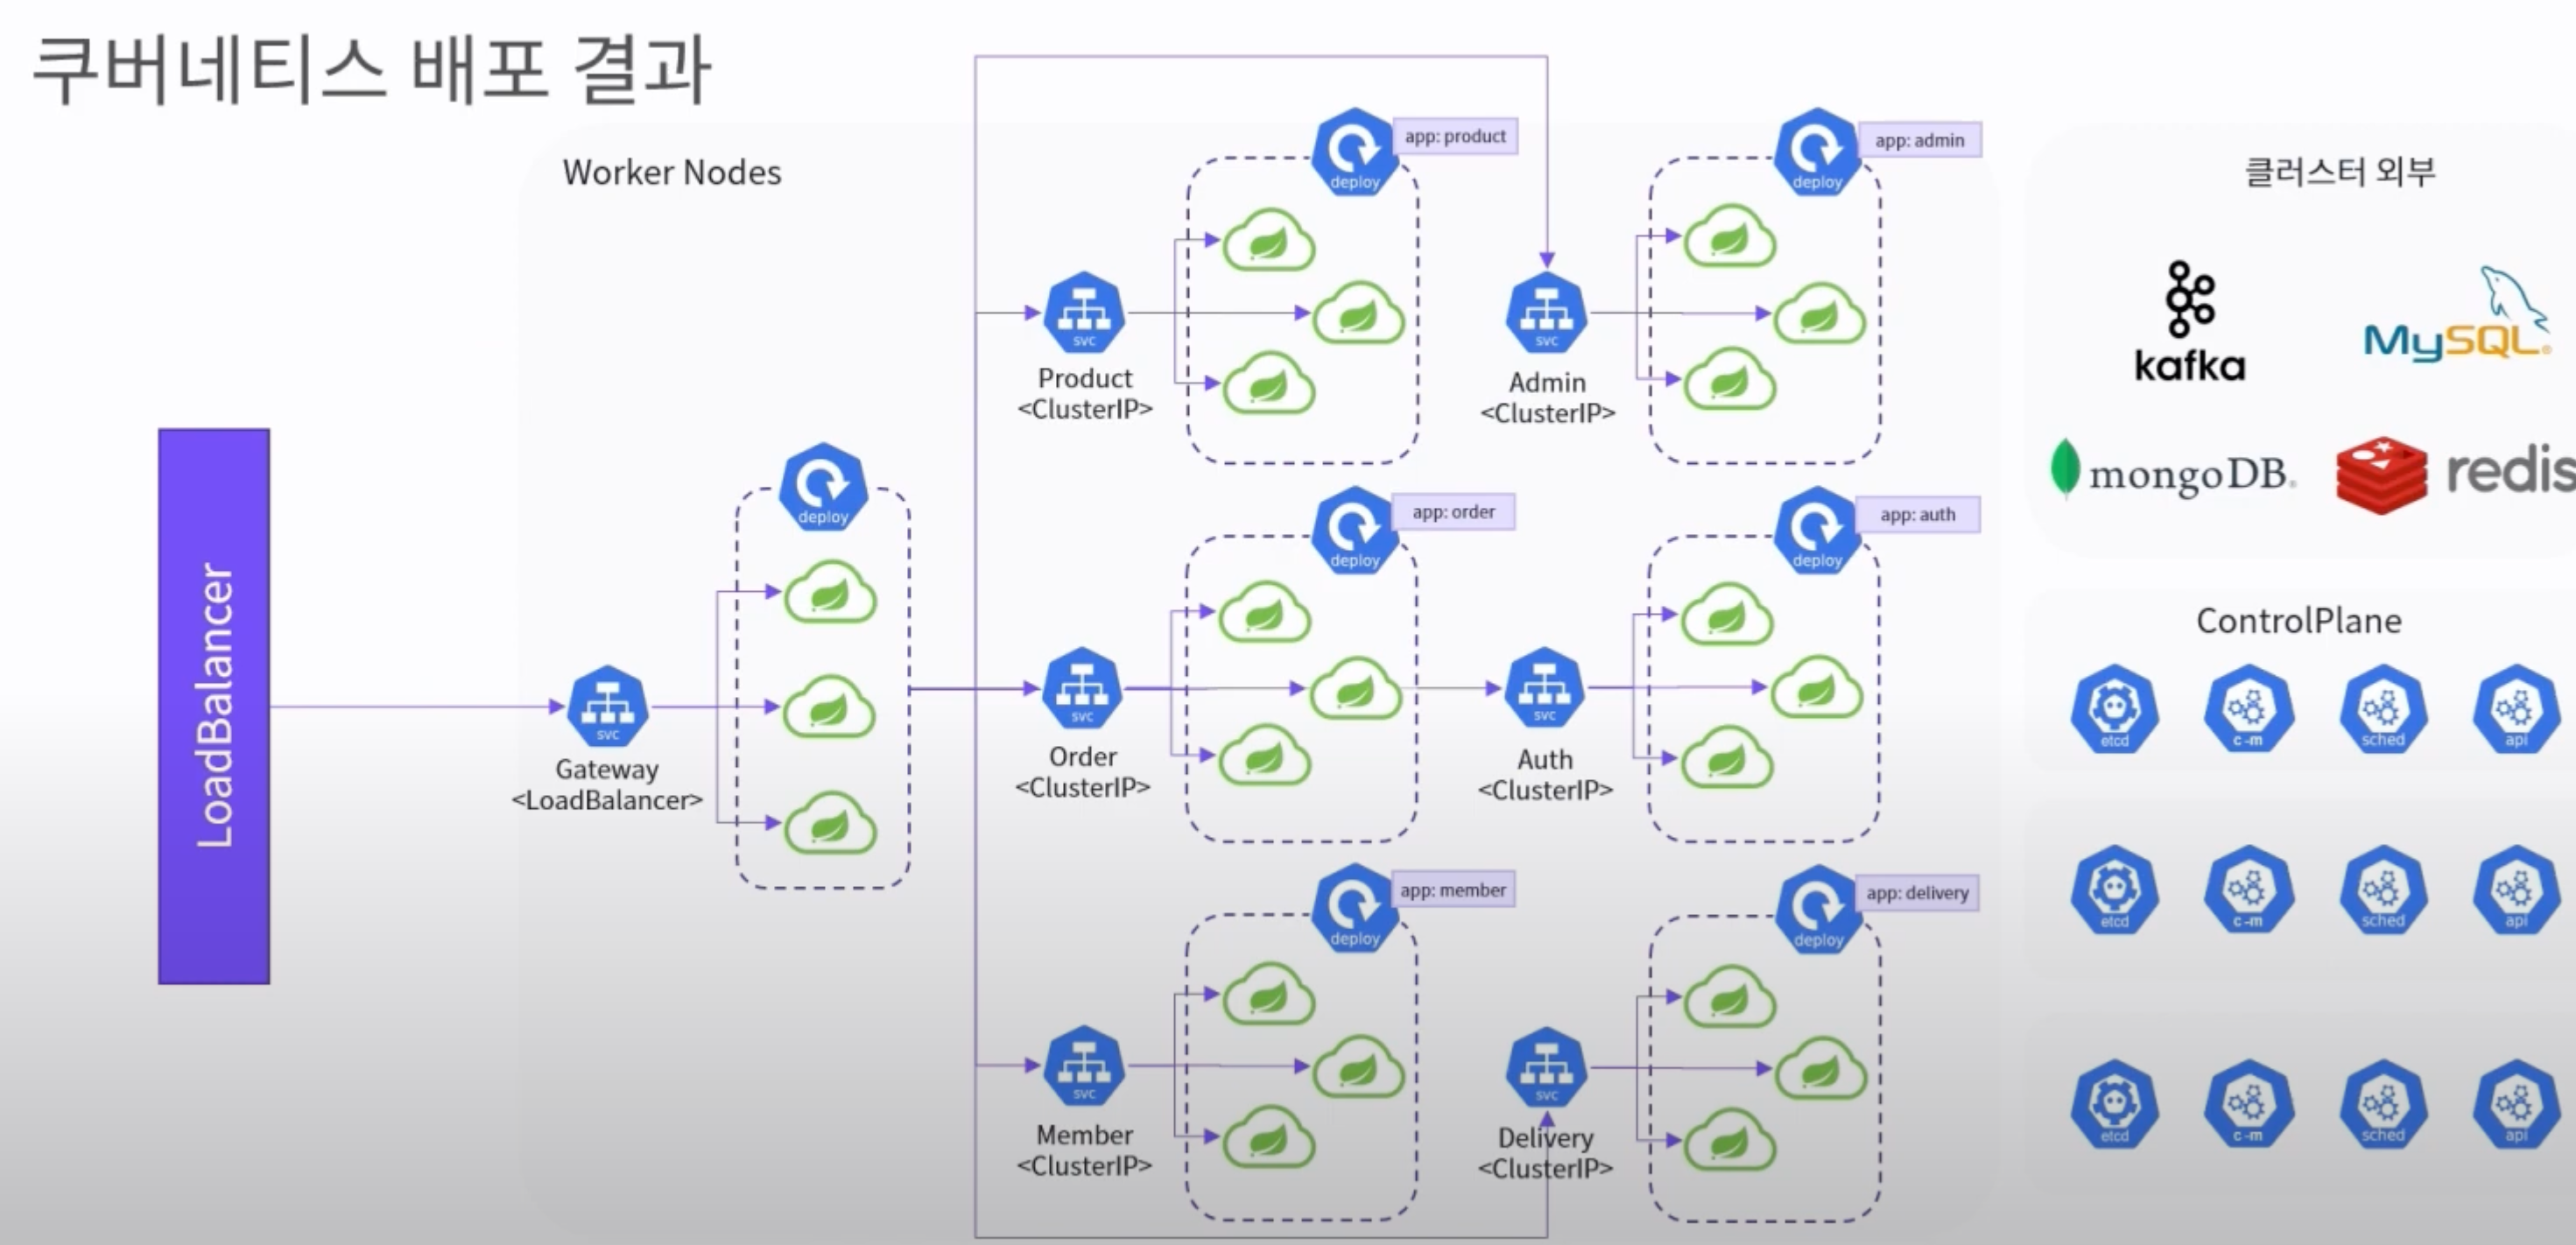 쿠버네티스 배포 결과
Worker Nodes
LoadBalancer
svc
Gateway
<LoadBalancer>
deploy
deploy
app: product
svc
Product
<ClusterIP>
deploy
app: admin
svc
Admin
<ClusterIP>
deploy
app: order
svc
Order
<ClusterIP>
deploy
app: auth
svc
Auth
<ClusterIP>
deploy
app: member
svc
Member
<ClusterIP>
deploy
app: delivery
svc
Delivery
<ClusterIP>
클러스터 외부
kafka
MySQL®
mongoDB®
redis
ControlPlane
etcd c-m sched api
etcd c-m sched api
etcd c-m sched api